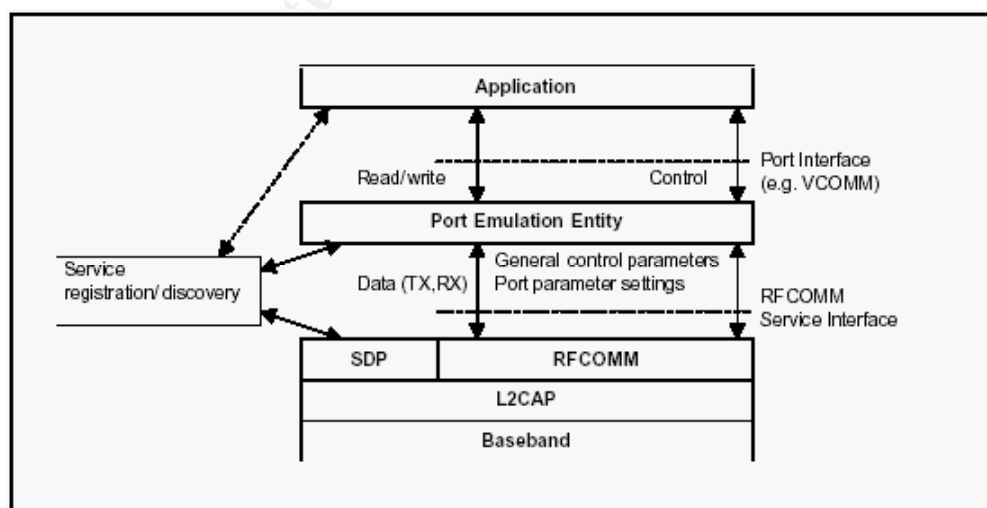 Application
Read/write
Control
Port Interface
(e.g. VCOMM)
Port Emulation Entity
Service
registration/ discovery
Data (TX,RX)
General control parameters
Port parameter settings
RFCOMM
Service Interface
SDP
RFCOMM
L2CAP
Baseband